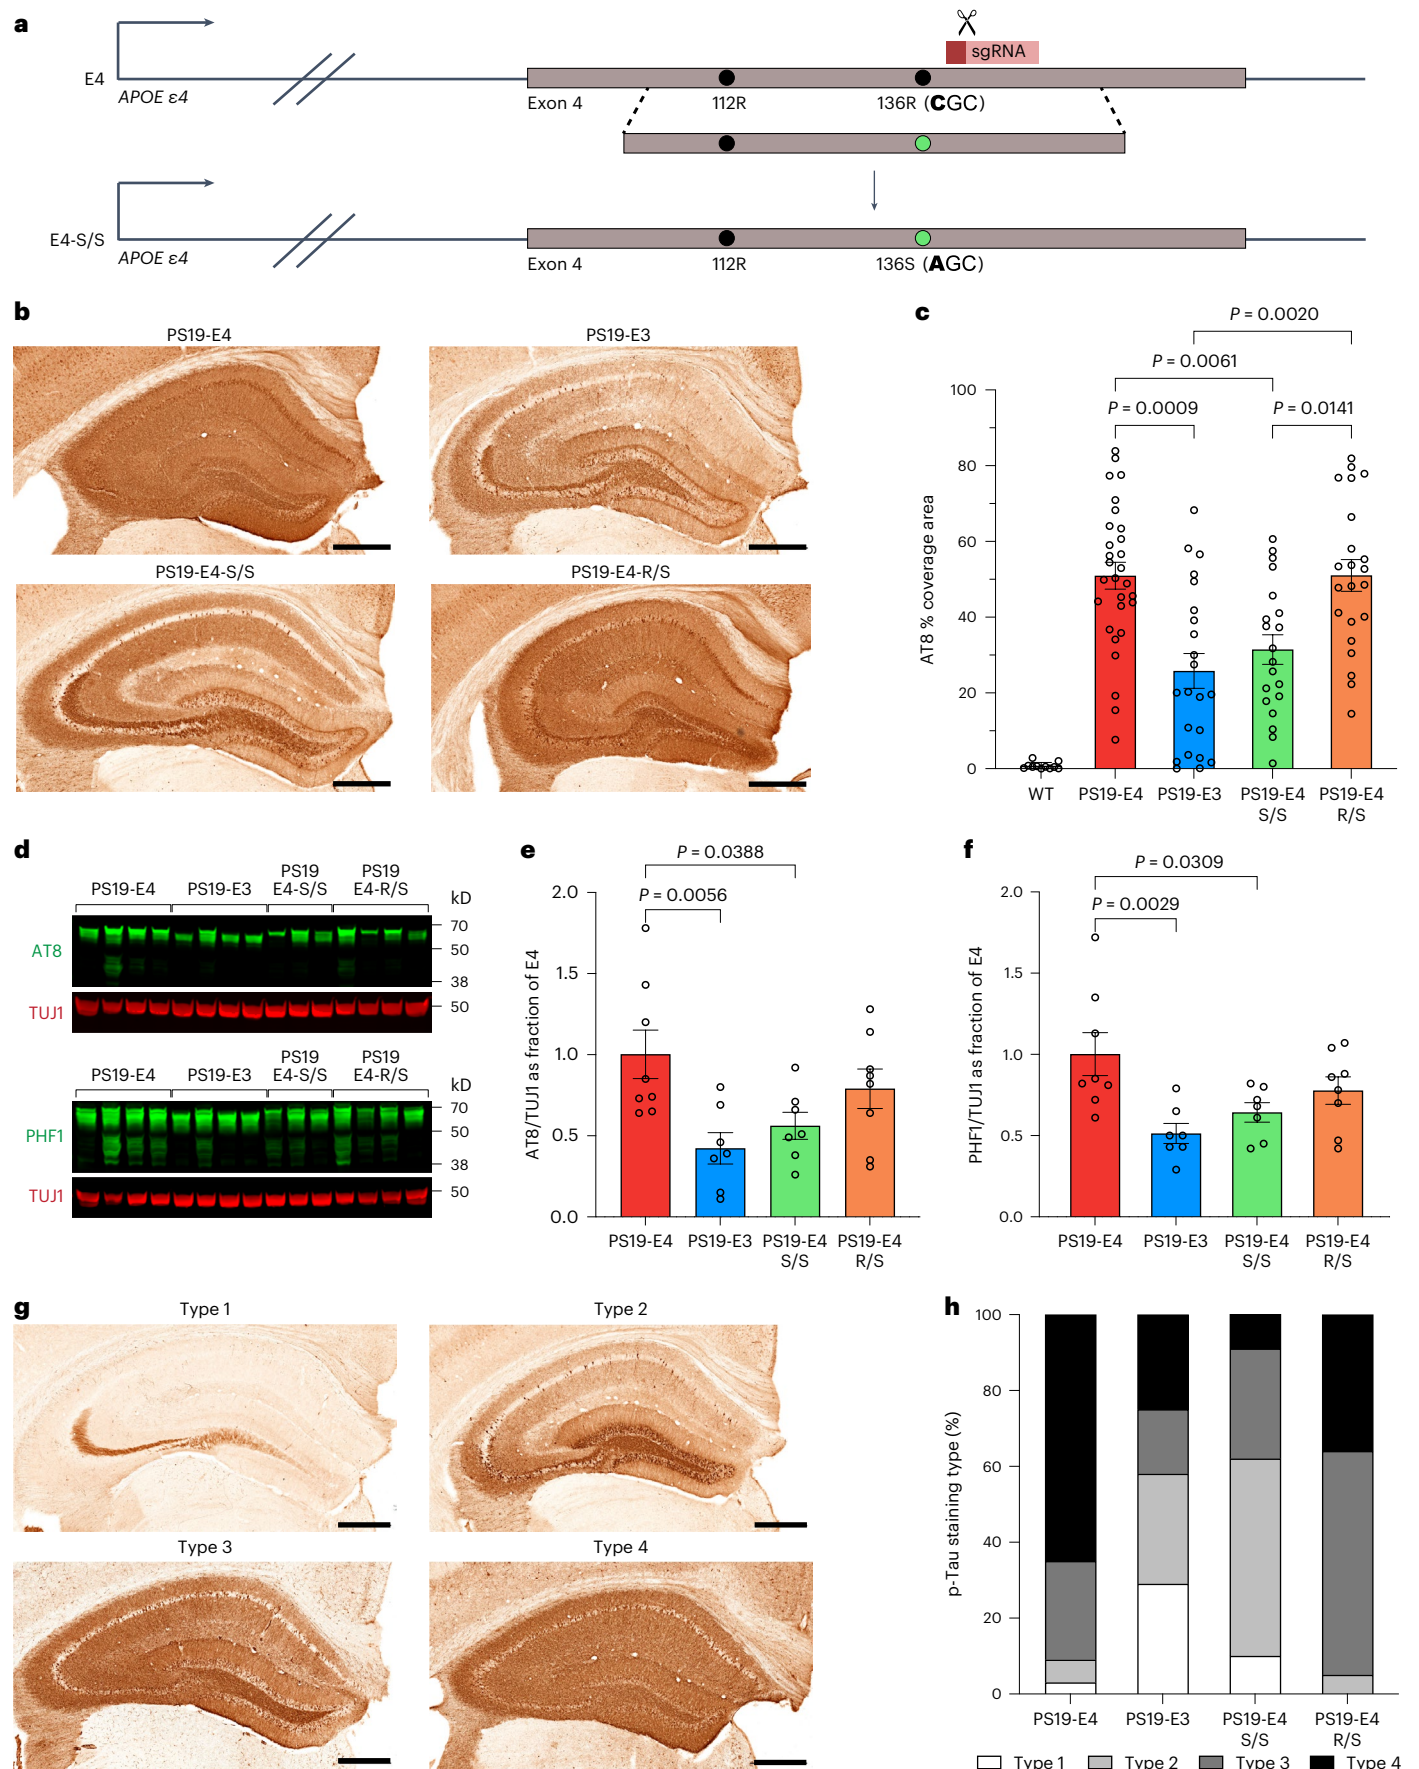 a
sgRNA
E4
APOE ε4
Exon 4
112R
136R (CGC)
E4-S/S
APOE ε4
Exon 4
112R
136S (AGC)
b
PS19-E4
PS19-E3
PS19-E4-S/S
PS19-E4-R/S
c
P = 0.0020
P = 0.0061
P = 0.0009
P = 0.0141
AT8 % coverage area
100
80
60
40
20
0
WT
PS19-E4
PS19-E3
PS19-E4 S/S
PS19-E4 R/S
d
PS19-E4
PS19-E3
PS19 E4-S/S
PS19 E4-R/S
kD
AT8
70
50
38
TUJ1
50
PS19-E4
PS19-E3
PS19 E4-S/S
PS19 E4-R/S
kD
PHF1
70
50
38
TUJ1
50
e
P = 0.0388
P = 0.0056
AT8/TUJ1 as fraction of E4
2.0
1.5
1.0
0.5
0.0
PS19-E4
PS19-E3
PS19-E4 S/S
PS19-E4 R/S
f
P = 0.0309
P = 0.0029
PHF1/TUJ1 as fraction of E4
2.0
1.5
1.0
0.5
0.0
PS19-E4
PS19-E3
PS19-E4 S/S
PS19-E4 R/S
g
Type 1
Type 2
Type 3
Type 4
h
p-Tau staining type (%)
100
80
60
40
20
0
PS19-E4
PS19-E3
PS19-E4 S/S
PS19-E4 R/S
Type 1
Type 2
Type 3
Type 4